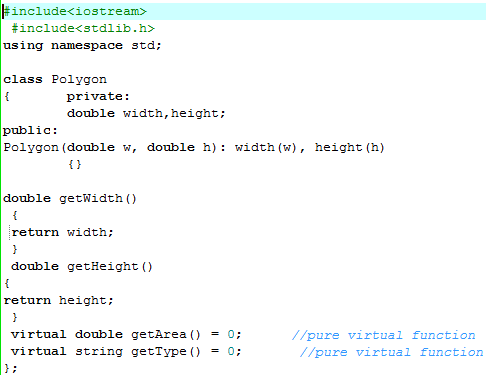 #include<iostream>
#include<stdlib.h>
using namespace std;
class Polygon
{ private:
double width,height;
public:
Polygon(double w, double h): width(w), height(h)
{}
double getWidth()
{
return width;
}
double getHeight()
{
return height;
}
virtual double getArea() = 0; //pure virtual function
virtual string getType() = 0; //pure virtual function
};